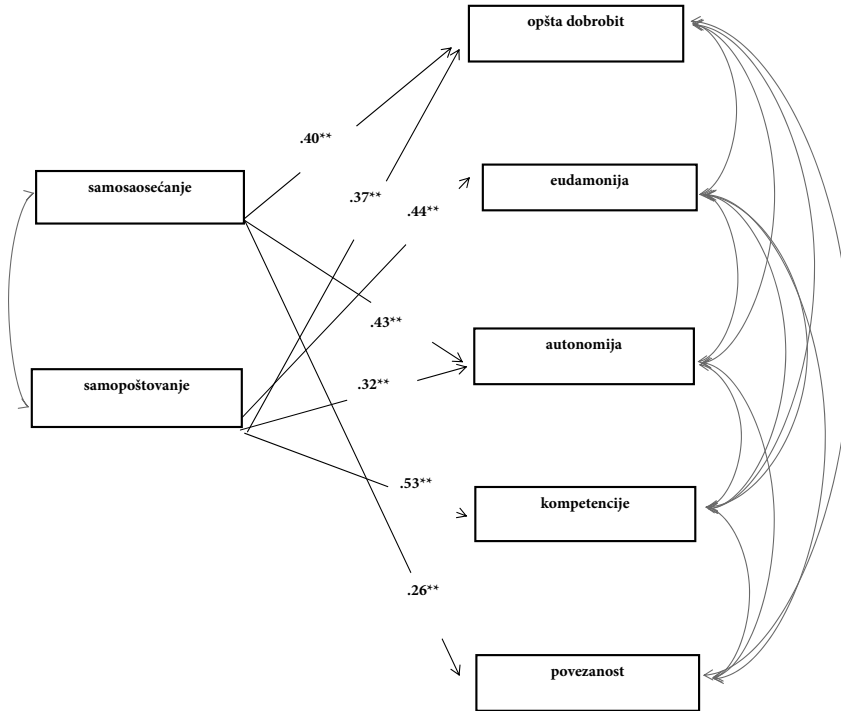 opšta dobrobit
.40**
samosaosećanje
eudamonija
.37**
.44**
.43**
autonomija
samopoštovanje
.32**
.53**
kompetencije
.26**
povezanost